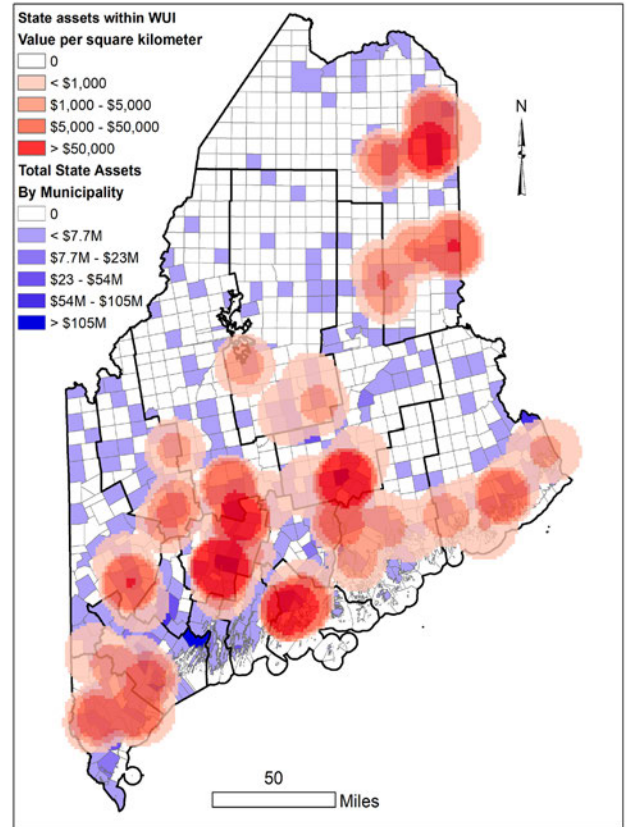 State assets within WUI
Value per square kilometer
0
< $1,000
$1,000 - $5,000
$5,000 - $50,000
> $50,000
Total State Assets
By Municipality
0
< $7.7M
$7.7M - $23M
$23 - $54M
$54M - $105M
> $105M
N
50
Miles